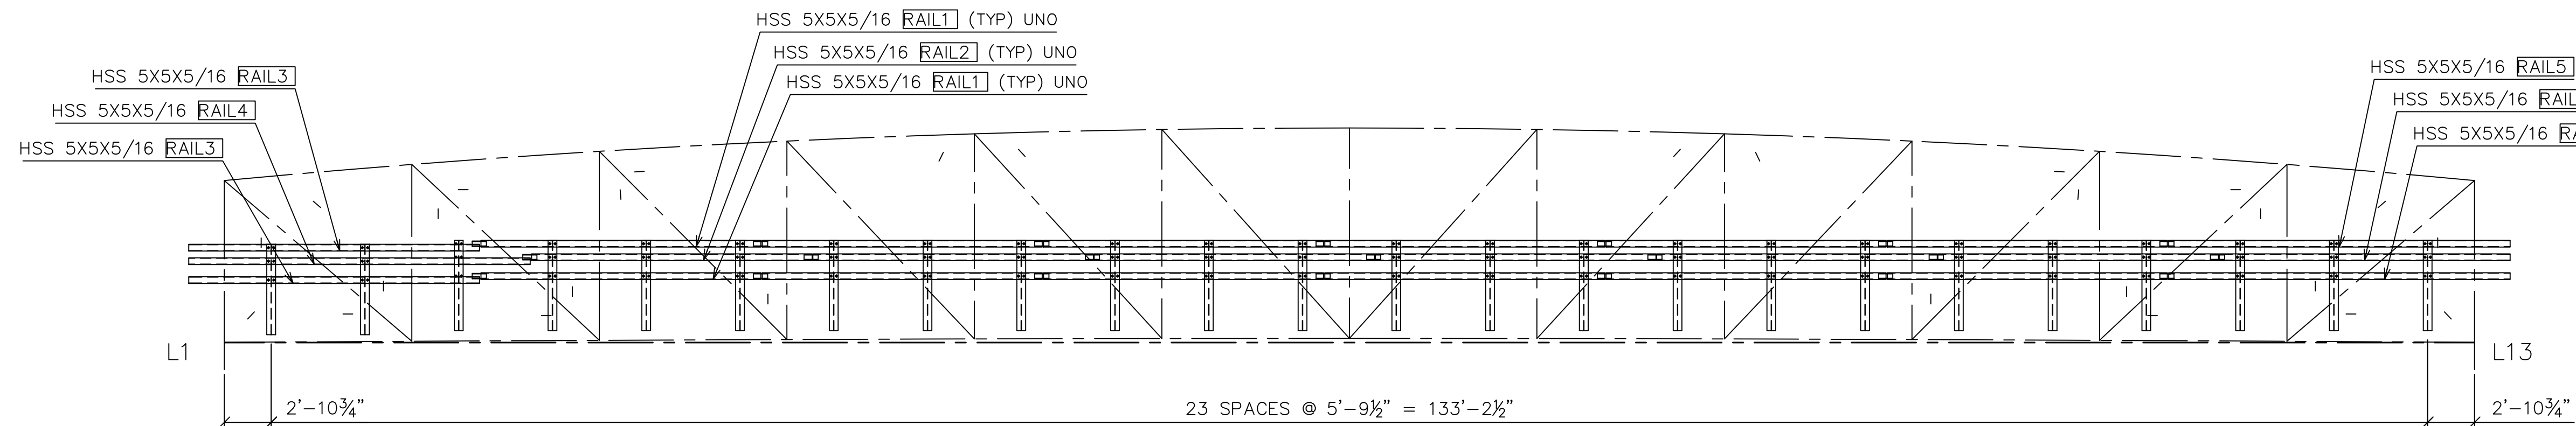 HSS 5X5X5/16 RAIL1 (TYP) UNO
HSS 5X5X5/16 RAIL2 (TYP) UNO
HSS 5X5X5/16 RAIL1 (TYP) UNO
HSS 5X5X5/16 RAIL3
HSS 5X5X5/16 RAIL4
HSS 5X5X5/16 RAIL3
HSS 5X5X5/16 RAIL5
HSS 5X5X5/16
HSS 5X5X5/16
L1
L13
2'-10¾"
23 SPACES @ 5'-9½" = 133'-2½"
2'-10¾"